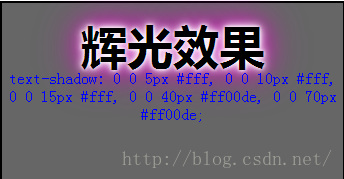 辉光效果
text-shadow: 0 0 5px #fff, 0 0 10px #fff,
0 0 15px #fff, 0 0 40px #ff00de, 0 0 70px
#ff00de;
http://blog.csdn.net/